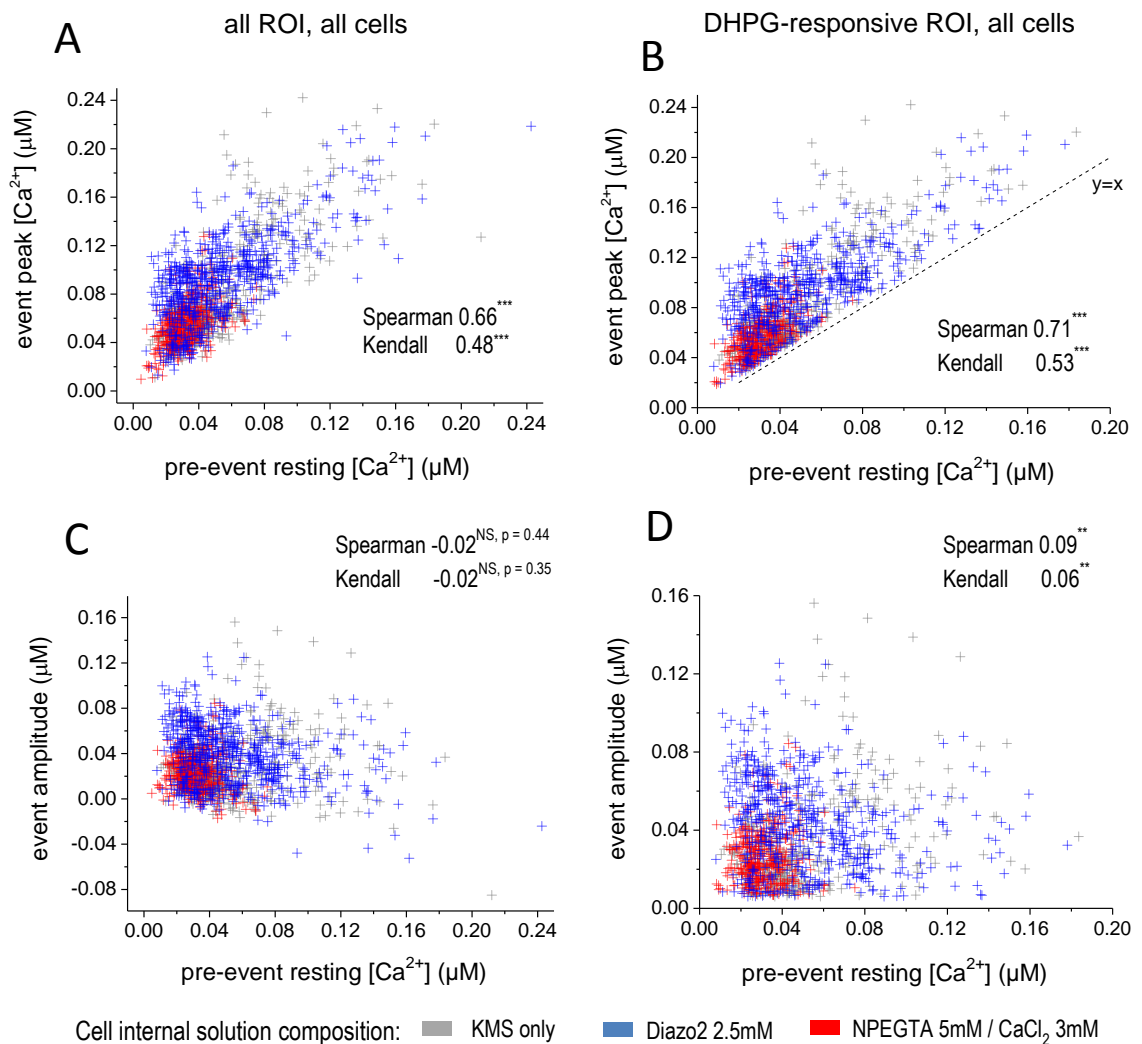 all ROI, all cells
DHPG-responsive ROI, all cells
A
event peak [Ca²⁺] (µM)
0.24
0.20
0.16
0.12
0.08
0.04
0.00
Spearman 0.66***
Kendall 0.48***
0.00 0.04 0.08 0.12 0.16 0.20 0.24
pre-event resting [Ca²⁺] (µM)
B
event peak [Ca²⁺] (µM)
0.24
0.20
0.16
0.12
0.08
0.04
0.00
y=x
Spearman 0.71***
Kendall 0.53***
0.00 0.04 0.08 0.12 0.16 0.20
pre-event resting [Ca²⁺] (µM)
C
Spearman -0.02 NS, p = 0.44
Kendall -0.02 NS, p = 0.35
event amplitude (µM)
0.16
0.12
0.08
0.04
0.00
-0.04
-0.08
0.00 0.04 0.08 0.12 0.16 0.20 0.24
pre-event resting [Ca²⁺] (µM)
D
Spearman 0.09**
Kendall 0.06**
event amplitude (µM)
0.16
0.12
0.08
0.04
0.00
0.00 0.04 0.08 0.12 0.16 0.20
pre-event resting [Ca²⁺] (µM)
Cell internal solution composition: KMS only Diazo2 2.5mM NPEGTA 5mM / CaCl₂ 3mM